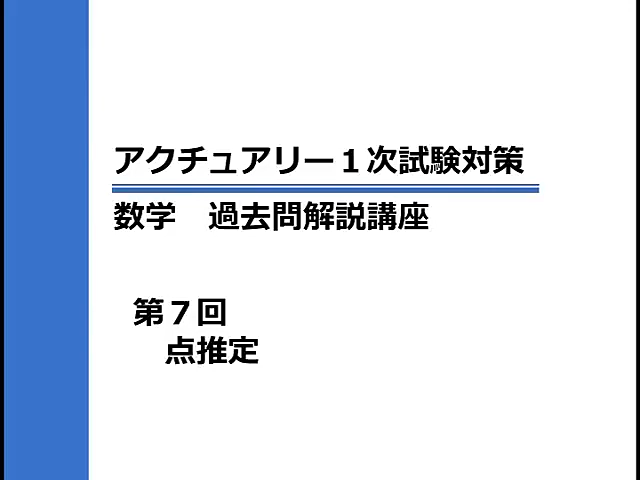 アクチュアリー１次試験対策
数学　過去問解説講座
第７回
点推定